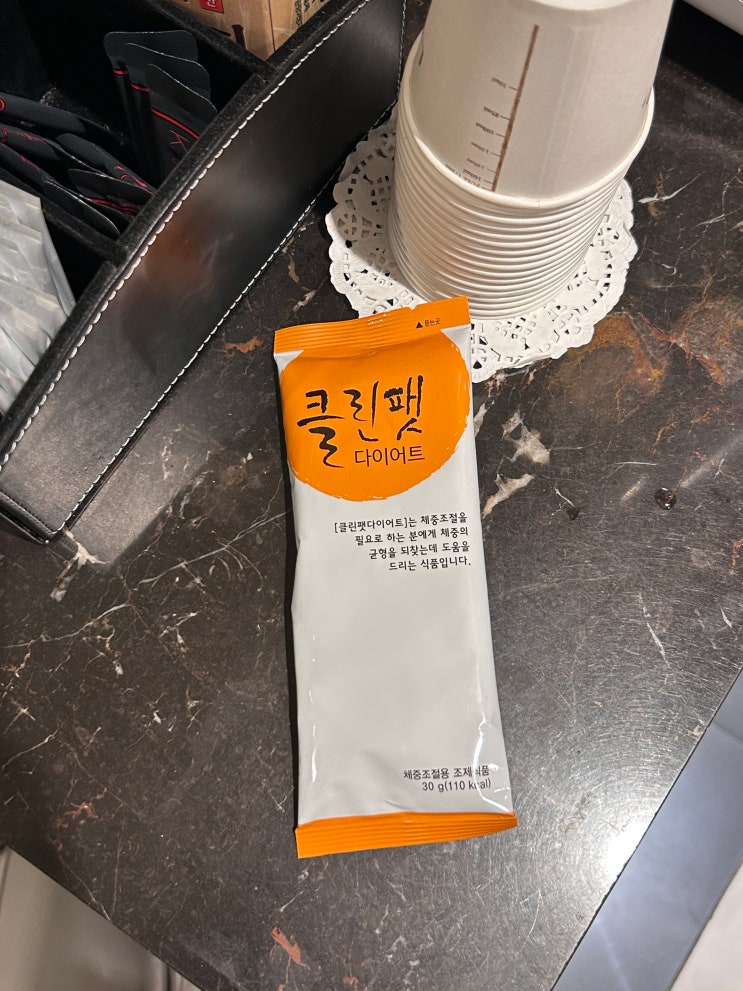 ▲ 뜯는곳
클린팻
다이어트
[클린팻다이어트]는 체중조절을
필요로 하는 분에게 체중의
균형을 되찾는데 도움을
드리는 식품입니다.
체중조절용 조제식품
30 g(110 kcal)